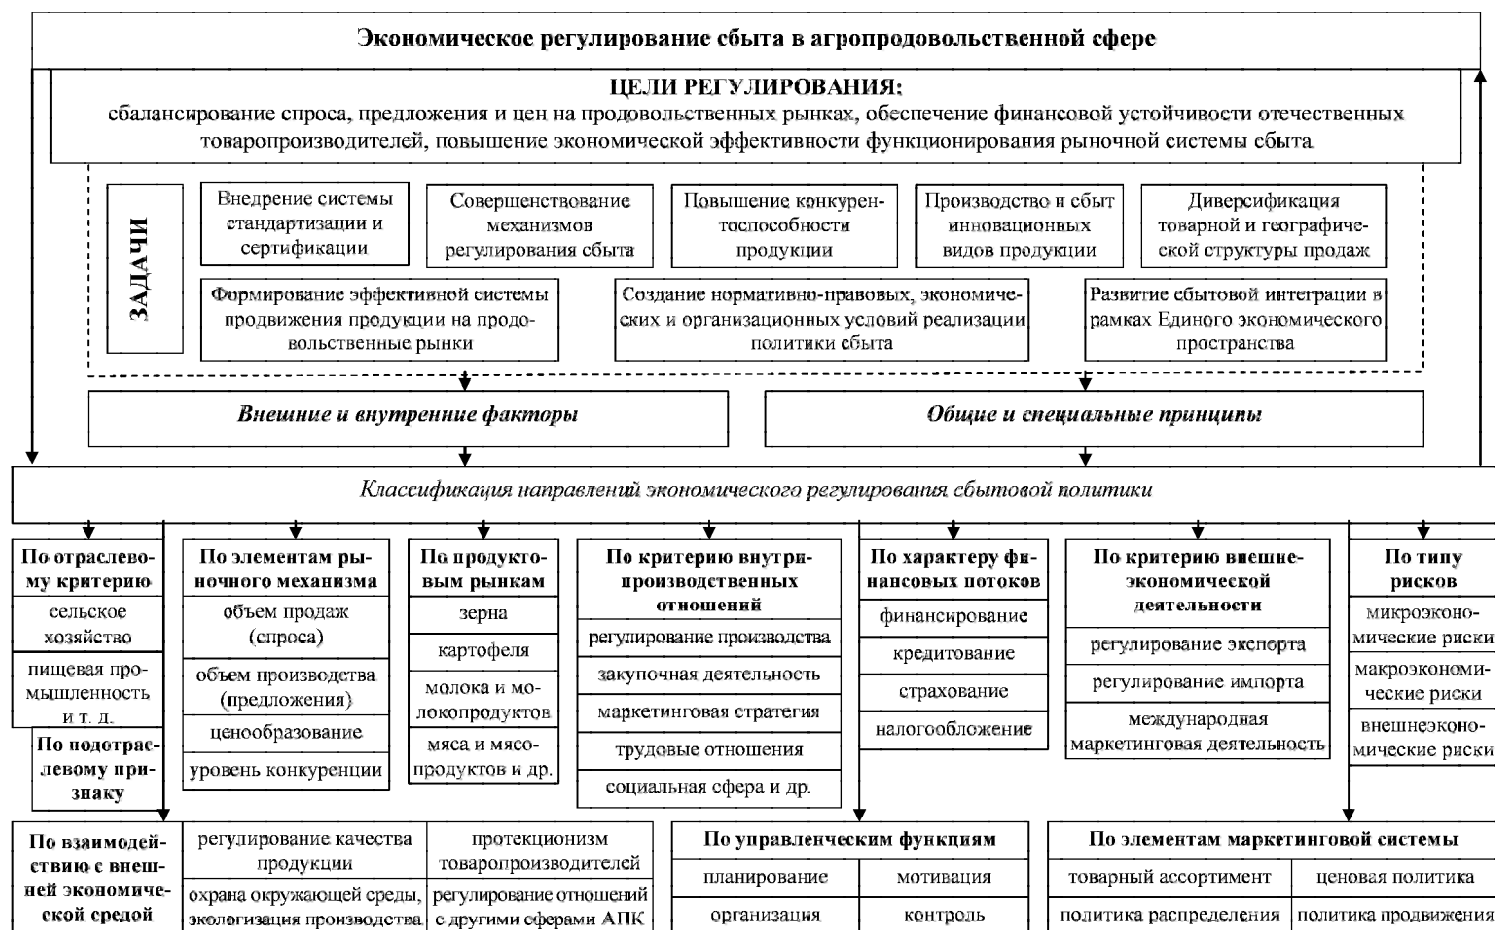 Экономическое регулирование сбыта в агропродовольственной сфере
ЦЕЛИ РЕГУЛИРОВАНИЯ:
сбалансирование спроса, предложения и цен на продовольственных рынках, обеспечение финансовой устойчивости отечественных
товаропроизводителей, повышение экономической эффективности функционирования рыночной системы сбыта
ЗАДАЧИ
Внедрение системы
стандартизации и
сертификации
Совершенствование
механизмов
регулирования сбыта
Повышение конкурен-
тоспособности
продукции
Производство и сбыт
инновационных
видов продукции
Диверсификация
товарной и географиче-
ской структуры продаж
Формирование эффективной системы
продвижения продукции на продо-
вольственные рынки
Создание нормативно-правовых, экономиче-
ских и организационных условий реализации
политики сбыта
Развитие сбытовой интеграции в
рамках Единого экономического
пространства
Внешние и внутренние факторы
Общие и специальные принципы
Классификация направлений экономического регулирования сбытовой политики
По отраслево-
му критерию
сельское
хозяйство
пищевая про-
мышленность
и т. д.
По подотрас-
левому при-
знаку
По элементам ры-
ночного механизма
объем продаж
(спроса)
объем производства
(предложения)
ценообразование
уровень конкуренции
По продукто-
вым рынкам
зерна
картофеля
молока и мо-
локопродуктов
мяса и мясо-
продуктов и др.
По критерию внутри-
производственных
отношений
регулирование производства
закупочная деятельность
маркетинговая стратегия
трудовые отношения
социальная сфера и др.
По характеру фи-
нансовых потоков
финансирование
кредитование
страхование
налогообложение
По критерию внешне-
экономической
деятельности
регулирование экспорта
регулирование импорта
международная
маркетинговая деятельность
По типу
рисков
микроэконо-
мические риски
макроэкономи-
ческие риски
внешнеэконо-
мические риски
По взаимодей-
ствию с внеш-
ней экономиче-
ской средой
регулирование качества
продукции
протекционизм
товаропроизводителей
охрана окружающей среды,
экологизация производства
регулирование отношений
с другими сферами АПК
По управленческим функциям
планирование
мотивация
организация
контроль
По элементам маркетинговой системы
товарный ассортимент
ценовая политика
политика распределения
политика продвижения